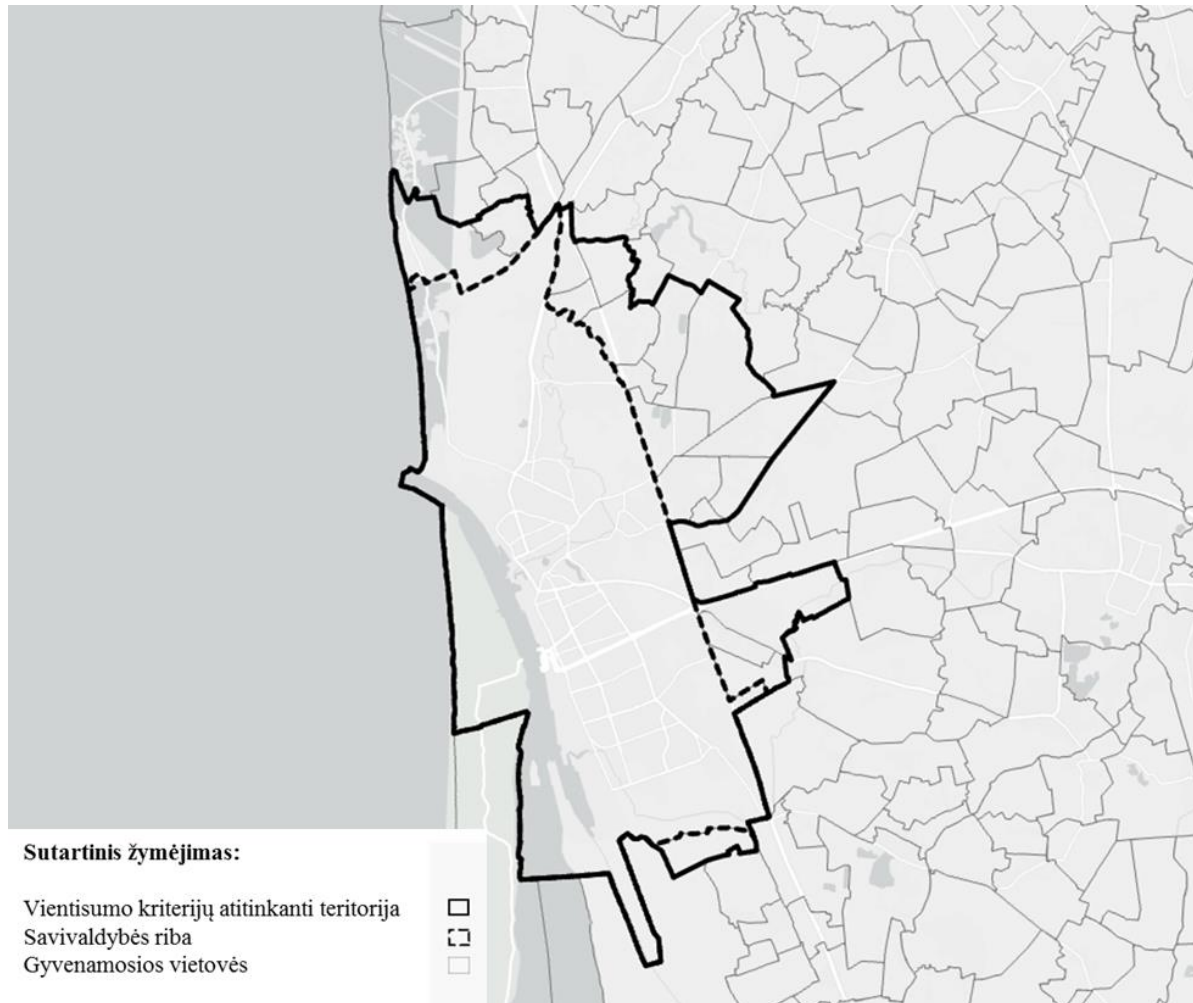 Sutartinis žymėjimas:
Vientisumo kriterijų atitinkanti teritorija
Savivaldybės riba
Gyvenamosios vietovės